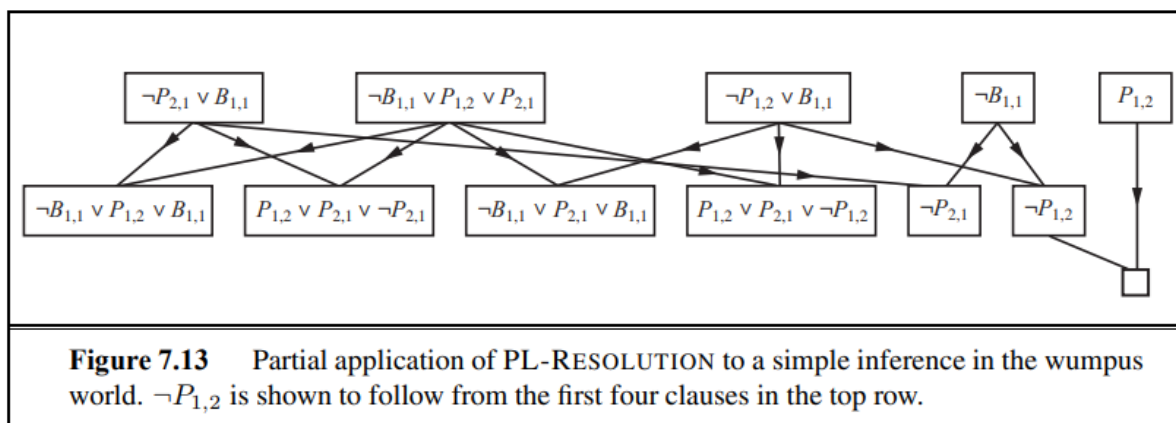 ¬P2,1 ∨ B1,1
¬B1,1 ∨ P1,2 ∨ P2,1
¬P1,2 ∨ B1,1
¬B1,1
P1,2
¬B1,1 ∨ P1,2 ∨ B1,1
P1,2 ∨ P2,1 ∨ ¬P2,1
¬B1,1 ∨ P2,1 ∨ B1,1
P1,2 ∨ P2,1 ∨ ¬P1,2
¬P2,1
¬P1,2
Figure 7.13 Partial application of PL-RESOLUTION to a simple inference in the wumpus
world. ¬P1,2 is shown to follow from the first four clauses in the top row.